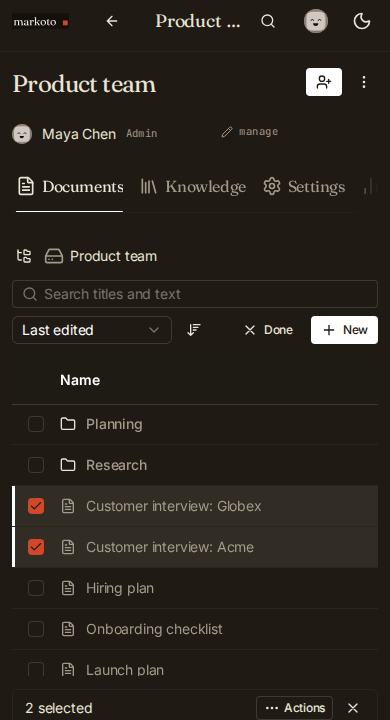 markoto
Product ...
Product team
Maya Chen Admin
manage
Documents Knowledge Settings
Product team
Search titles and text
Last edited
Done
New
Name
Planning
Research
Customer interview: Globex
Customer interview: Acme
Hiring plan
Onboarding checklist
Launch plan
2 selected
Actions